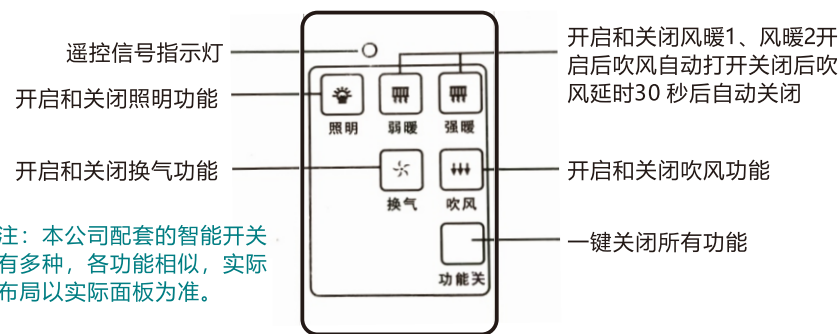 遥控信号指示灯
开启和关闭照明功能
开启和关闭换气功能
注：本公司配套的智能开关
有多种，各功能相似，实际
布局以实际面板为准。
照明
弱暖
强暖
换气
吹风
功能关
开启和关闭风暖1、风暖2开
启后吹风自动打开关闭后吹
风延时30 秒后自动关闭
开启和关闭吹风功能
一键关闭所有功能